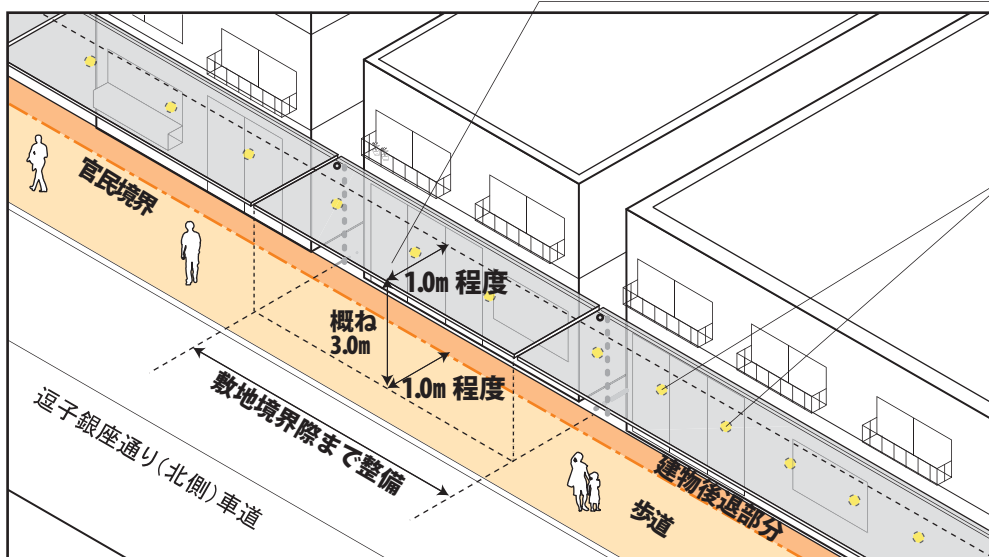 官民境界
1.0m 程度
概ね
3.0m
1.0m 程度
敷地境界際まで整備
逗子銀座通り（北側）車道
建物後退部分
歩道